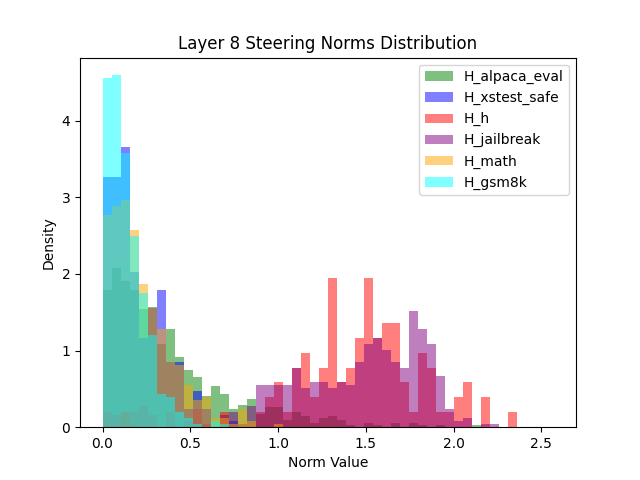 Layer 8 Steering Norms Distribution
H_alpaca_eval
H_xstest_safe
H_h
H_jailbreak
H_math
H_gsm8k
Density
4
3
2
1
0
0.0 0.5 1.0 1.5 2.0 2.5
Norm Value